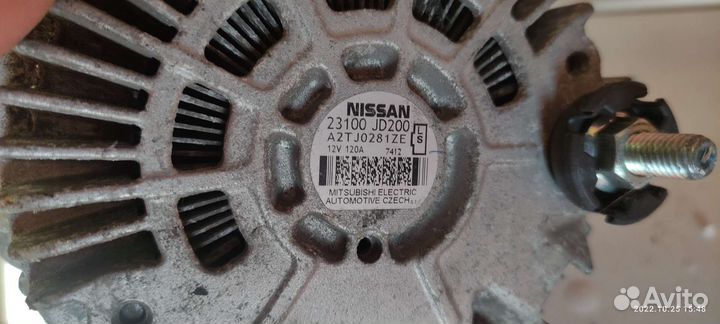 NISSAN
23100 JD200
A2TJ0281ZE
S
12V 120A 7412
MITSUBISHI ELECTRIC
AUTOMOTIVE CZECH
Avito
2022.10.25 15:48